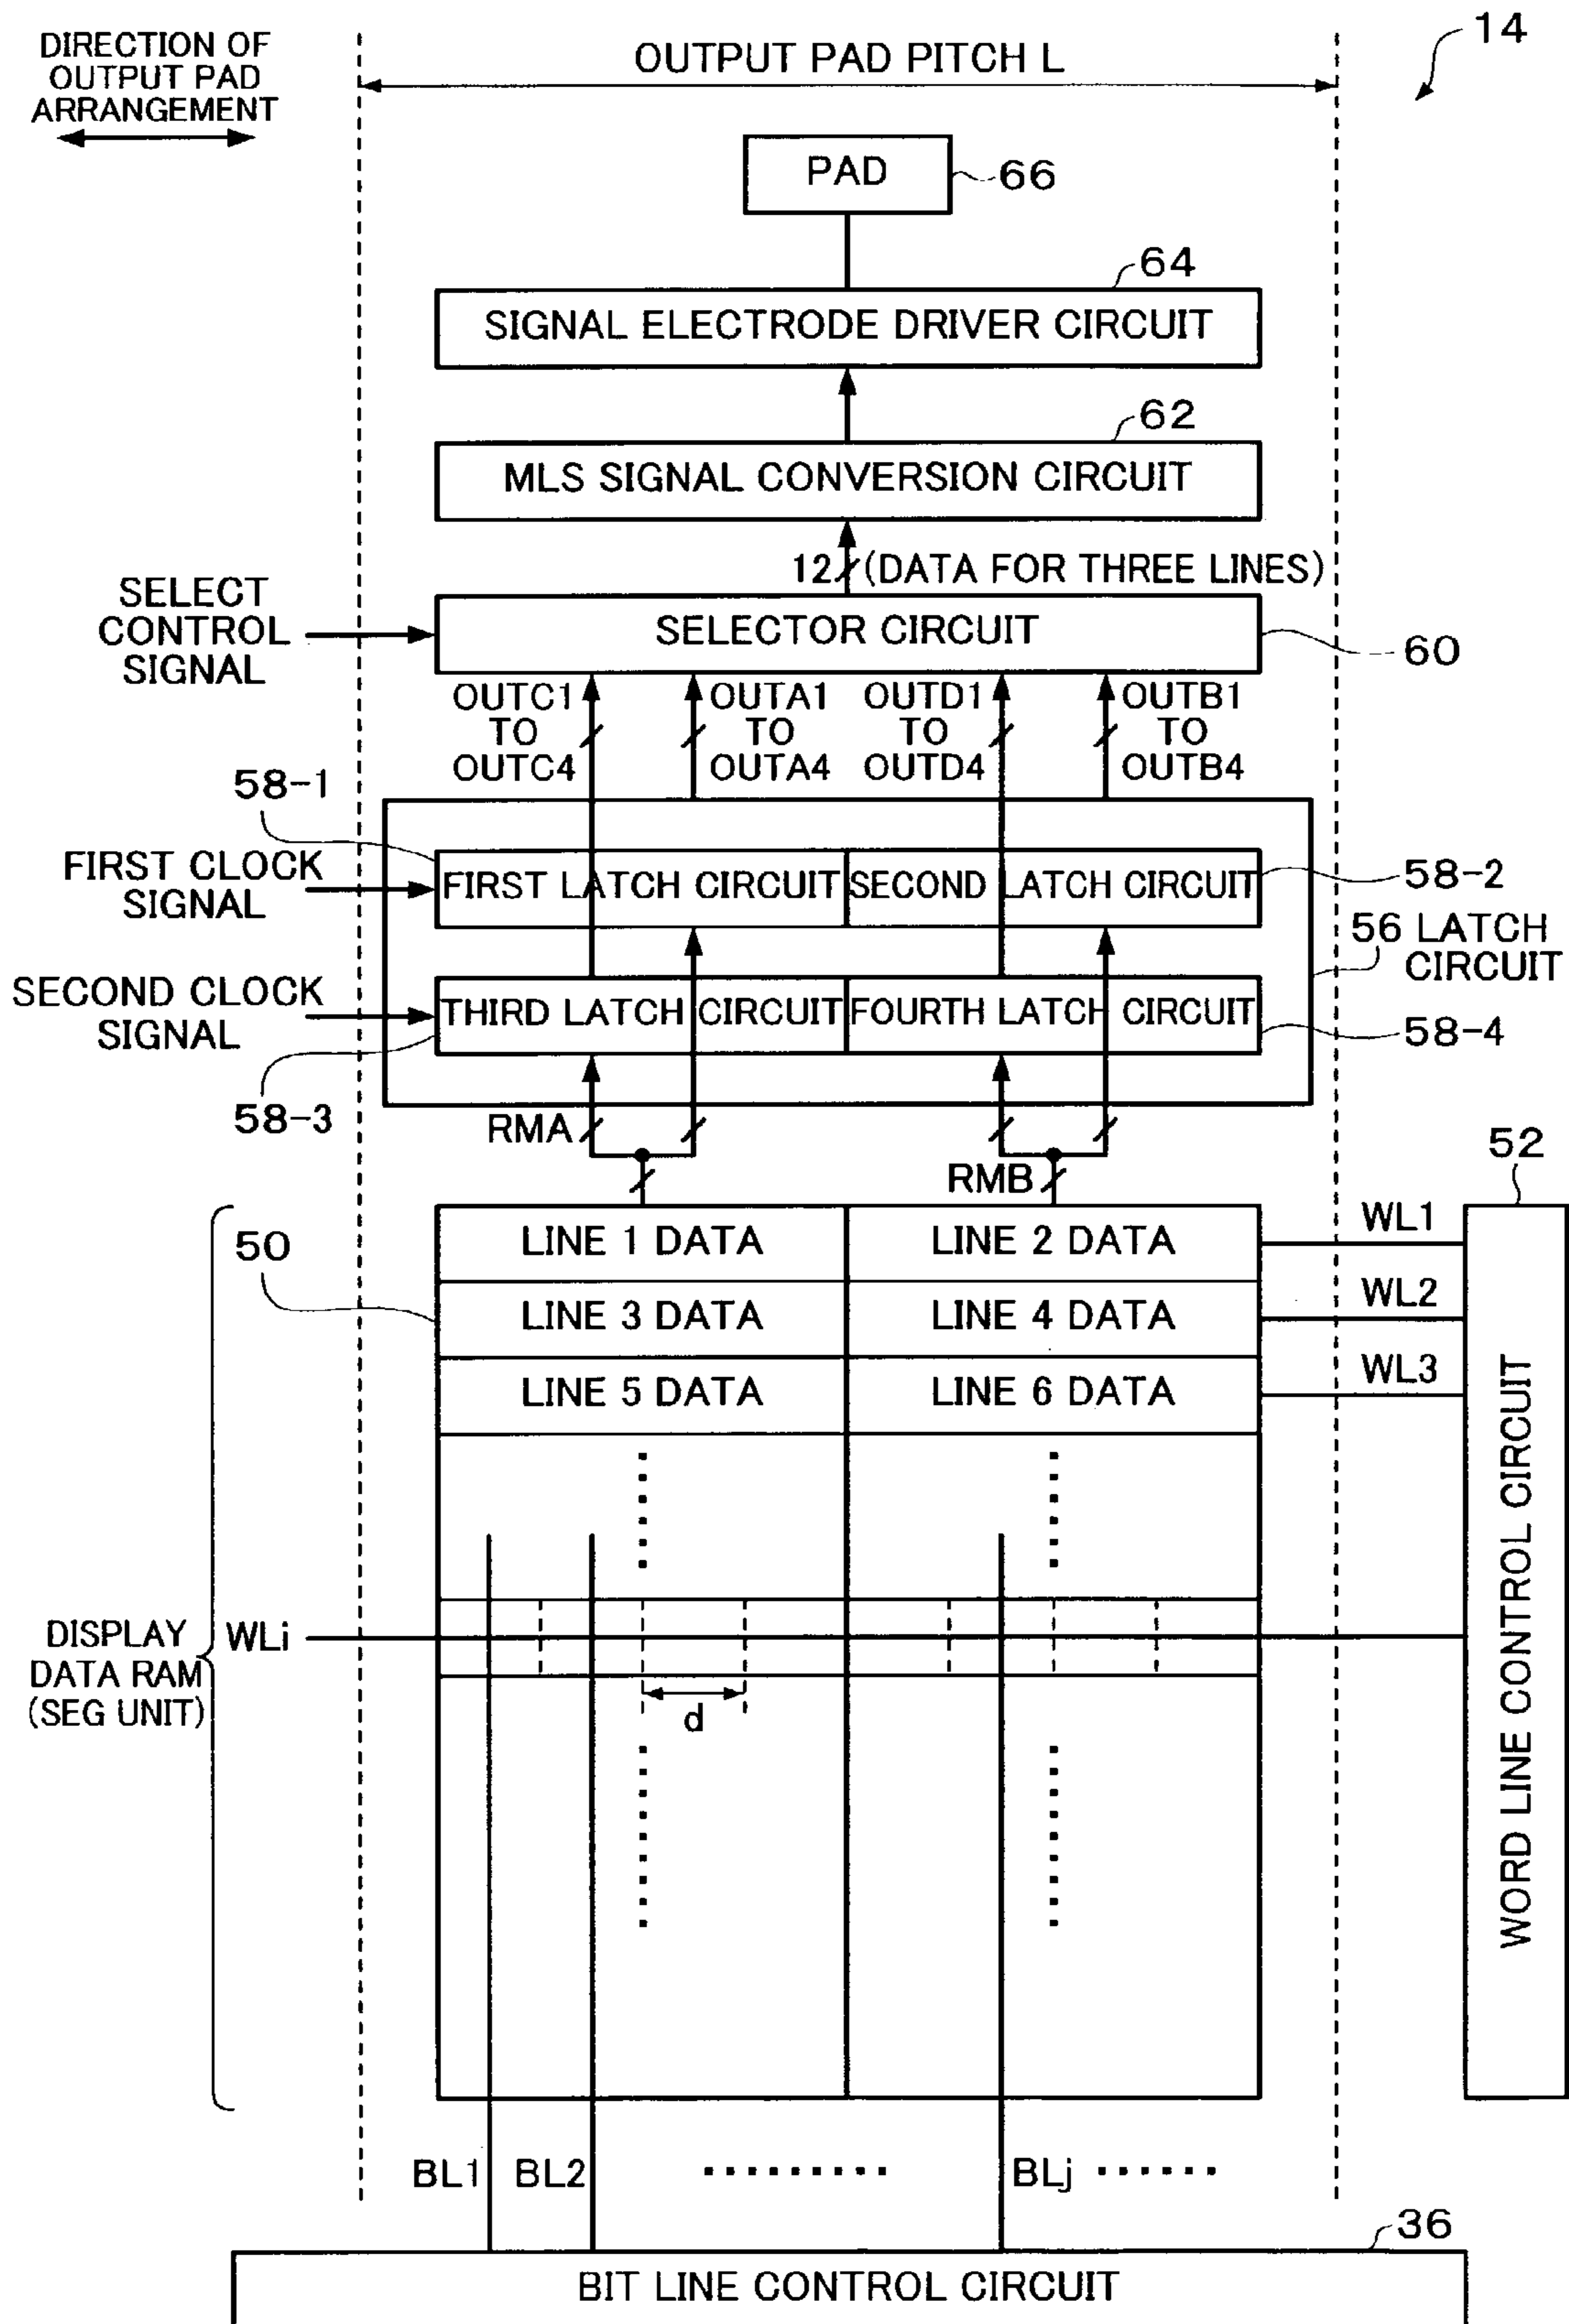 DIRECTION OF
OUTPUT PAD
ARRANGEMENT
OUTPUT PAD PITCH L
14
PAD
66
64
SIGNAL ELECTRODE DRIVER CIRCUIT
62
MLS SIGNAL CONVERSION CIRCUIT
12 (DATA FOR THREE LINES)
SELECT
CONTROL
SIGNAL
SELECTOR CIRCUIT
60
OUTC1
TO
OUTC4
OUTA1
TO
OUTA4
OUTD1
TO
OUTD4
OUTB1
TO
OUTB4
58-1
FIRST CLOCK
SIGNAL
FIRST LATCH CIRCUIT
SECOND LATCH CIRCUIT
58-2
56 LATCH
CIRCUIT
SECOND CLOCK
SIGNAL
THIRD LATCH CIRCUIT
FOURTH LATCH CIRCUIT
58-4
58-3
RMA
RMB
52
50
LINE 1 DATA
LINE 2 DATA
WL1
LINE 3 DATA
LINE 4 DATA
WL2
LINE 5 DATA
LINE 6 DATA
WL3
WORD LINE CONTROL CIRCUIT
DISPLAY
DATA RAM
(SEG UNIT)
WLi
d
BL1
BL2
BLj
36
BIT LINE CONTROL CIRCUIT